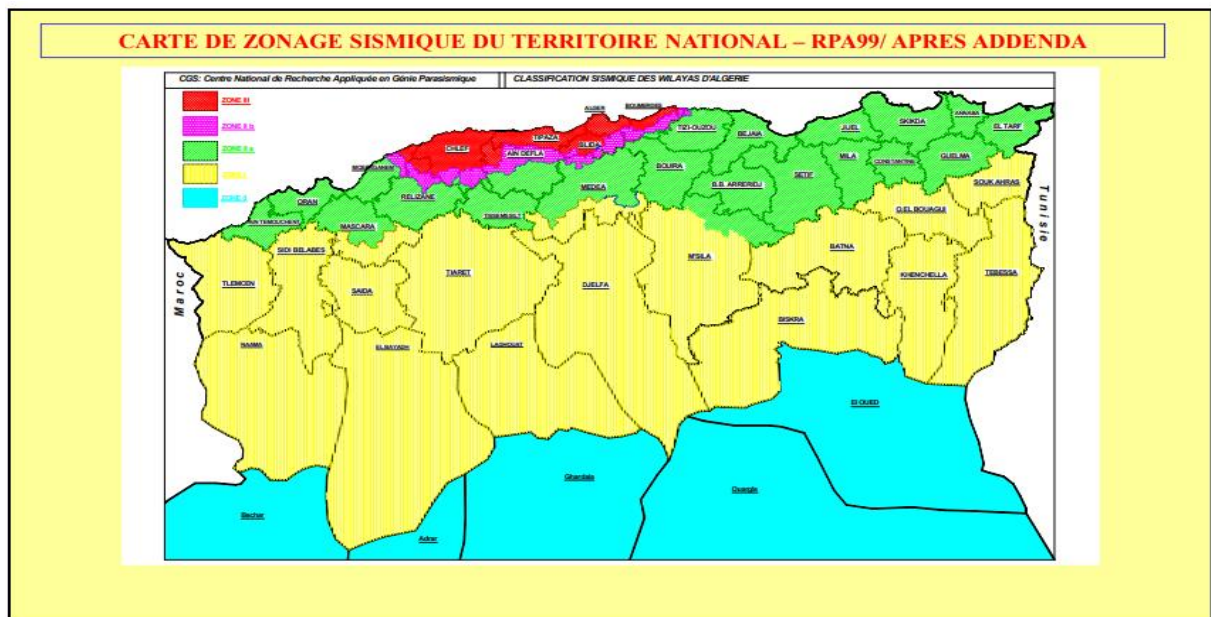 CARTE DE ZONAGE SISMIQUE DU TERRITOIRE NATIONAL – RPA99/ APRES ADDENDA
CGS: Centre National de Recherche Appliquée en Génie Parasismique
CLASSIFICATION SISMIQUE DES WILAYAS D'ALGERIE
ZONE III
ZONE II b
ZONE II a
ZONE I
ZONE 0
ALGER
BOUMERDES
TIPAZA
BLIDA
CHLEF
AIN DEFLA
TIZI-OUZOU
BEJAIA
JIJEL
SKIKDA
ANNABA
EL TARF
MOSTAGANEM
RELIZANE
MEDEA
BOUIRA
B.B. ARRERIDJ
SETIF
MILA
CONSTANTINE
GUELMA
SOUK AHRAS
Tunisie
ORAN
AIN TEMOUCHENT
MASCARA
TISSEMSILT
O.EL BOUAGUI
SIDI BELABES
TLEMCEN
SAIDA
TIARET
DJELFA
M'SILA
BATNA
KHENCHELLA
TEBESSA
Maroc
NAAMA
ELBAYADH
LAGHOUAT
BISKRA
El OUED
Bechar
Adrar
Ghardaia
Ouargla